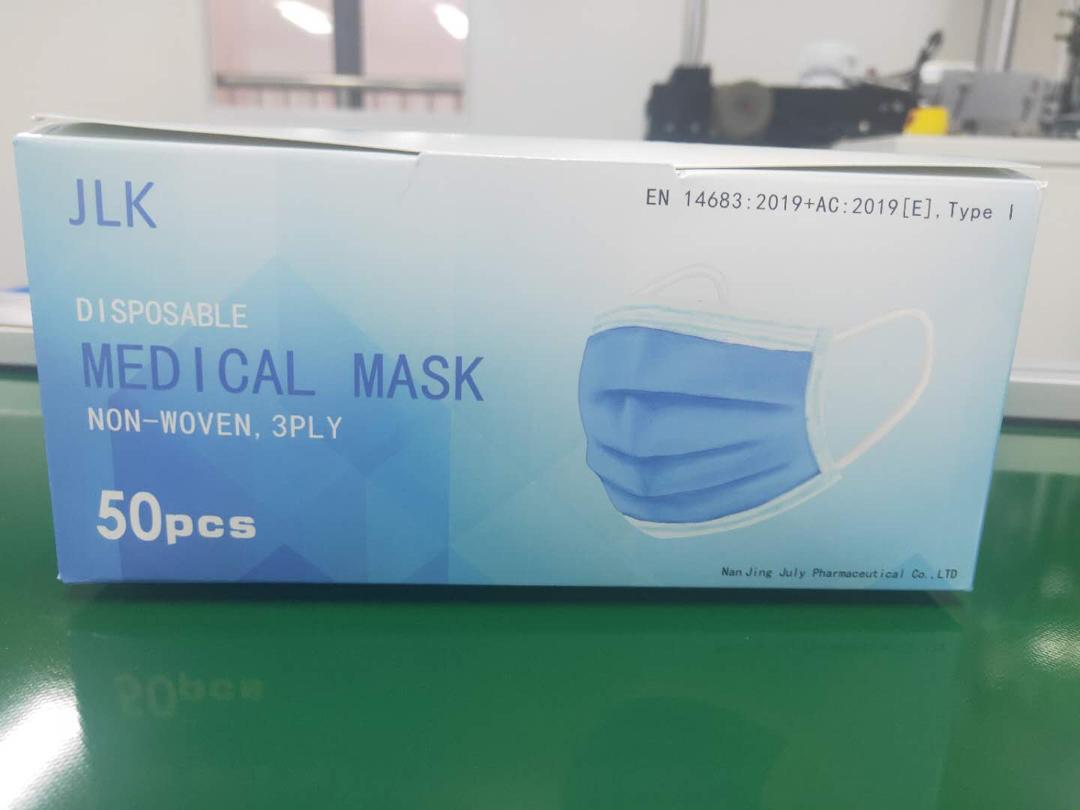 JLK
EN 14683:2019+AC:2019[E],Type I
DISPOSABLE
MEDICAL MASK
NON-WOVEN,3PLY
50pcs
NanJing July Pharmaceutical Co.,LTD